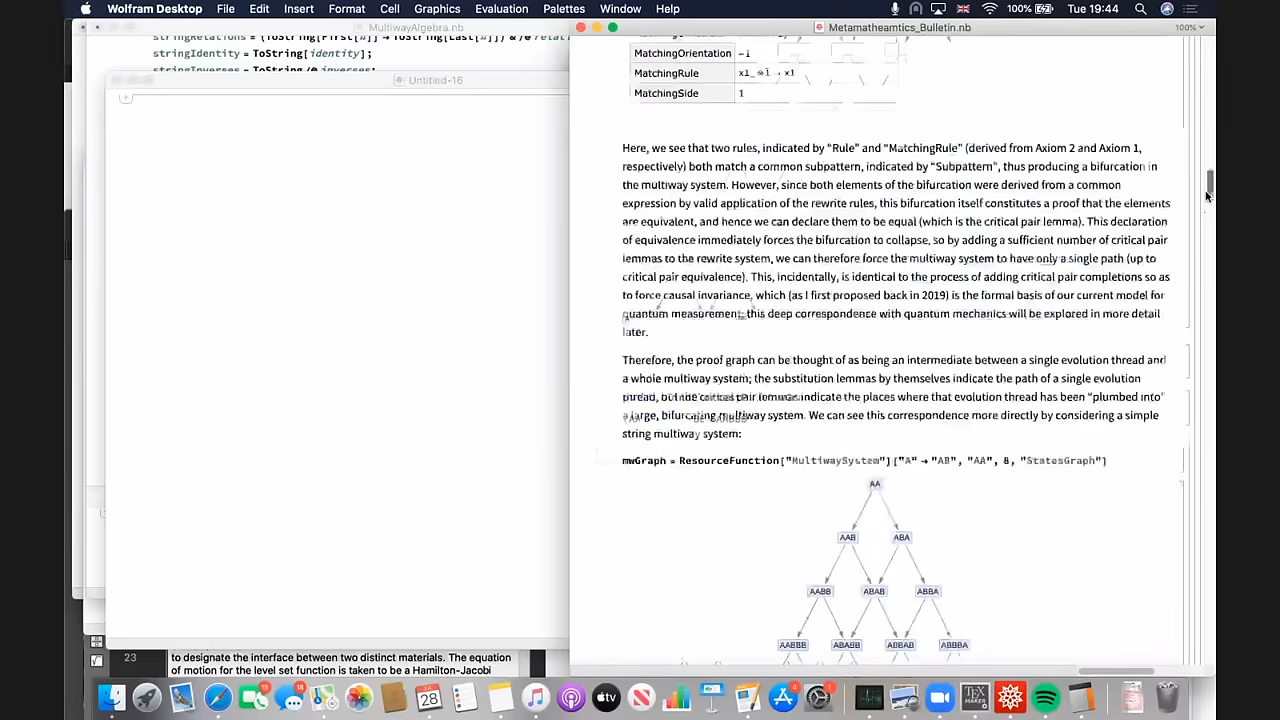 Wolfram Desktop File Edit Insert Format Cell Graphics Evaluation Palettes Window Help 100% Tue 19:44
MultiwayAlgebra.nb
stringIdentity = ToString[identity];
stringInverses = ToString /@ inverses;
Untitled-16
Metamatheamtics_Bulletin.nb 100%
MatchingOrientation -1
MatchingRule
MatchingSide 1
Here, we see that two rules, indicated by “Rule” and “MatchingRule” (derived from Axiom 2 and Axiom 1,
respectively) both match a common subpattern, indicated by “Subpattern”, thus producing a bifurcation in
the multiway system. However, since both elements of the bifurcation were derived from a common
expression by valid application of the rewrite rules, this bifurcation itself constitutes a proof that the elements
are equivalent, and hence we can declare them to be equal (which is the critical pair lemma). This declaration
of equivalence immediately forces the bifurcation to collapse, so by adding a sufficient number of critical pair
lemmas to the rewrite system, we can therefore force the multiway system to have only a single path (up to
critical pair equivalence). This, incidentally, is identical to the process of adding critical pair completions so as
to force causal invariance, which (as I first proposed back in 2019) is the formal basis of our current model for
quantum measurement; this deep correspondence with quantum mechanics will be explored in more detail
later.
Therefore, the proof graph can be thought of as being an intermediate between a single evolution thread and
a whole multiway system; the substitution lemmas by themselves indicate the path of a single evolution
thread, but the critical pair lemmas indicate the places where that evolution thread has been “plumbed into”
a large, bifurcating multiway system. We can see this correspondence more directly by considering a simple
string multiway system:
mwGraph = ResourceFunction["MultiwaySystem"]["A" → "AB", "AA", 8, "StatesGraph"]
AA
AAB ABA
AABB ABAB ABBA
AABBB ABABB ABBAB ABBBA
23 to designate the interface between two distinct materials. The equation
of motion for the level set function is taken to be a Hamilton-Jacobi